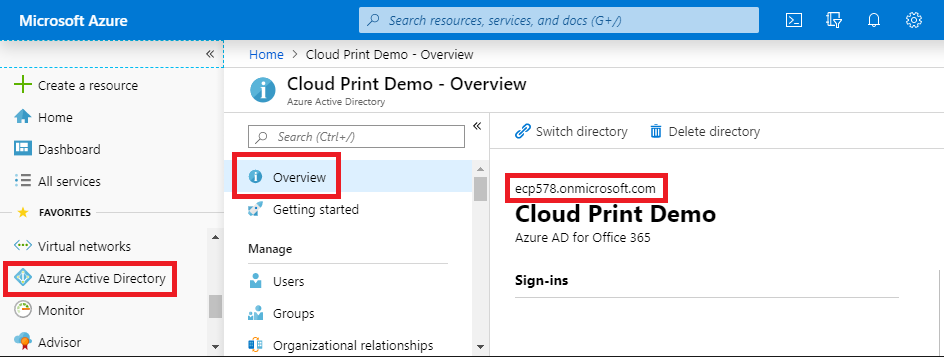 Microsoft Azure
Search resources, services, and docs (G+/)
«
Create a resource
Home
Dashboard
All services
FAVORITES
Virtual networks
Azure Active Directory
Monitor
Advisor
Home > Cloud Print Demo - Overview
Cloud Print Demo - Overview
Azure Active Directory
Search (Ctrl+/)
«
Overview
Getting started
Manage
Users
Groups
Organizational relationships
Switch directory
Delete directory
ecp578.onmicrosoft.com
Cloud Print Demo
Azure AD for Office 365
Sign-ins